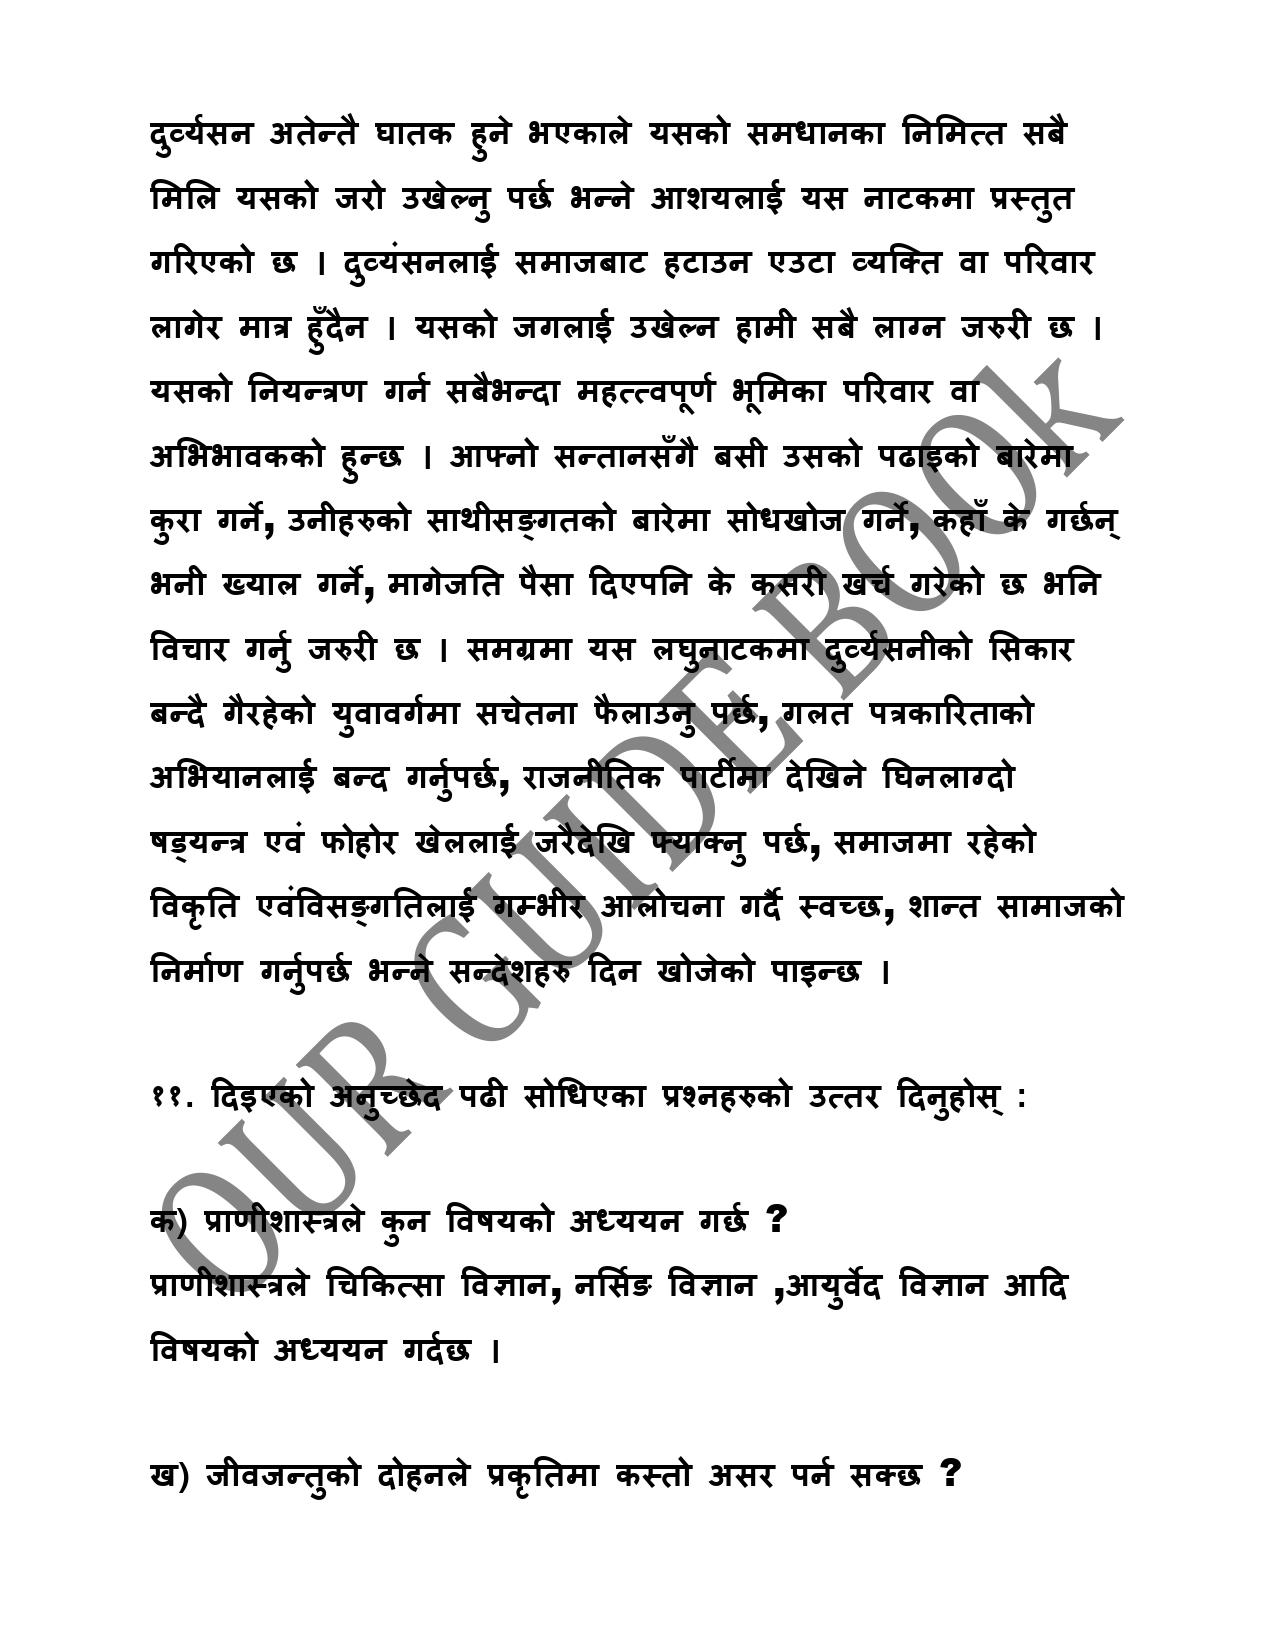 दुर्व्यसन अतेन्तै घातक हुने भएकाले यसको समधानका निमित्त सबै
मिलि यसको जरो उखेल्नु पर्छ भन्ने आशयलाई यस नाटकमा प्रस्तुत
गरिएको छ । दुव्यंसनलाई समाजबाट हटाउन एउटा व्यक्ति वा परिवार
लागेर मात्र हुँदैन । यसको जगलाई उखेल्न हामी सबै लाग्न जरुरी छ ।
यसको नियन्त्रण गर्न सबैभन्दा महत्त्वपूर्ण भूमिका परिवार वा
अभिभावकको हुन्छ । आफ्नो सन्तानसँगै बसी उसको पढाइको बारेमा
कुरा गर्ने, उनीहरुको साथीसङ्गतको बारेमा सोधखोज गर्ने, कहाँ के गर्छन्
भनी ख्याल गर्ने, मागेजति पैसा दिएपनि के कसरी खर्च गरेको छ भनि
विचार गर्नु जरुरी छ । समग्रमा यस लघुनाटकमा दुर्व्यसनीको सिकार
बन्दै गैरहेको युवावर्गमा सचेतना फैलाउनु पर्छ, गलत पत्रकारिताको
अभियानलाई बन्द गर्नुपर्छ, राजनीतिक पार्टीमा देखिने घिनलाग्दो
षड्यन्त्र एवं फोहोर खेललाई जरैदेखि फ्याक्नु पर्छ, समाजमा रहेको
विकृति एवंविसङ्गतिलाई गम्भीर आलोचना गर्दै स्वच्छ, शान्त सामाजको
निर्माण गर्नुपर्छ भन्ने सन्देशहरु दिन खोजेको पाइन्छ ।
११. दिइएको अनुच्छेद पढी सोधिएका प्रश्नहरुको उत्तर दिनुहोस् :
क) प्राणीशास्त्रले कुन विषयको अध्ययन गर्छ ?
प्राणीशास्त्रले चिकित्सा विज्ञान, नर्सिङ विज्ञान ,आयुर्वेद विज्ञान आदि
विषयको अध्ययन गर्दछ ।
ख) जीवजन्तुको दोहनले प्रकृतिमा कस्तो असर पर्न सक्छ ?
OUR GUIDE BOOk